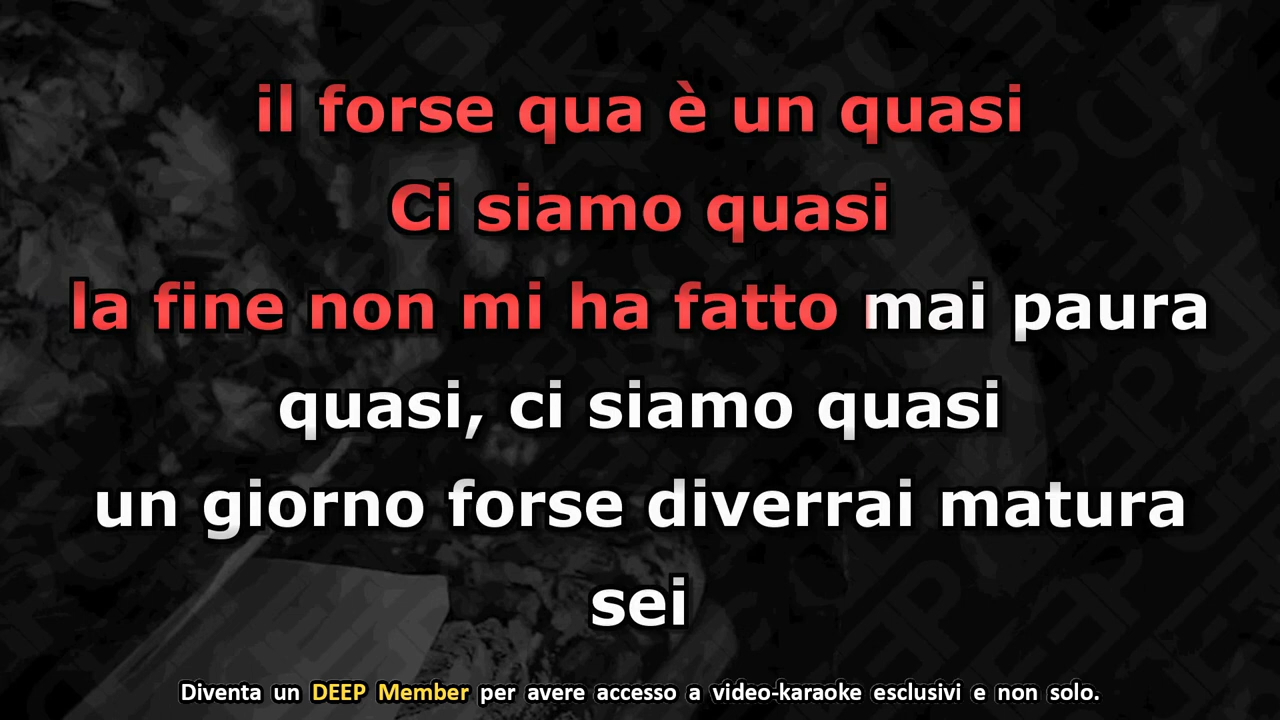 il forse qua è un quasi
Ci siamo quasi
la fine non mi ha fatto mai paura
quasi, ci siamo quasi
un giorno forse diverrai matura
sei
Diventa un DEEP Member per avere accesso a video-karaoke esclusivi e non solo.